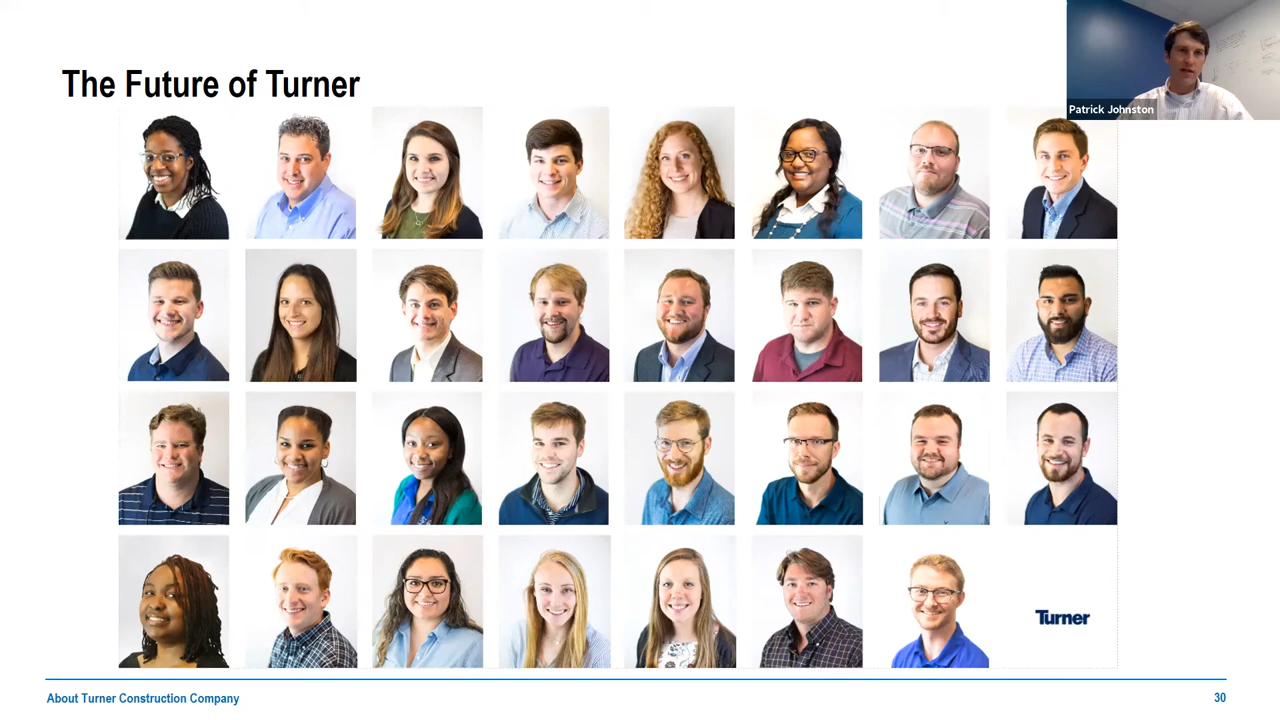 The Future of Turner
Patrick Johnston
Turner
About Turner Construction Company
30